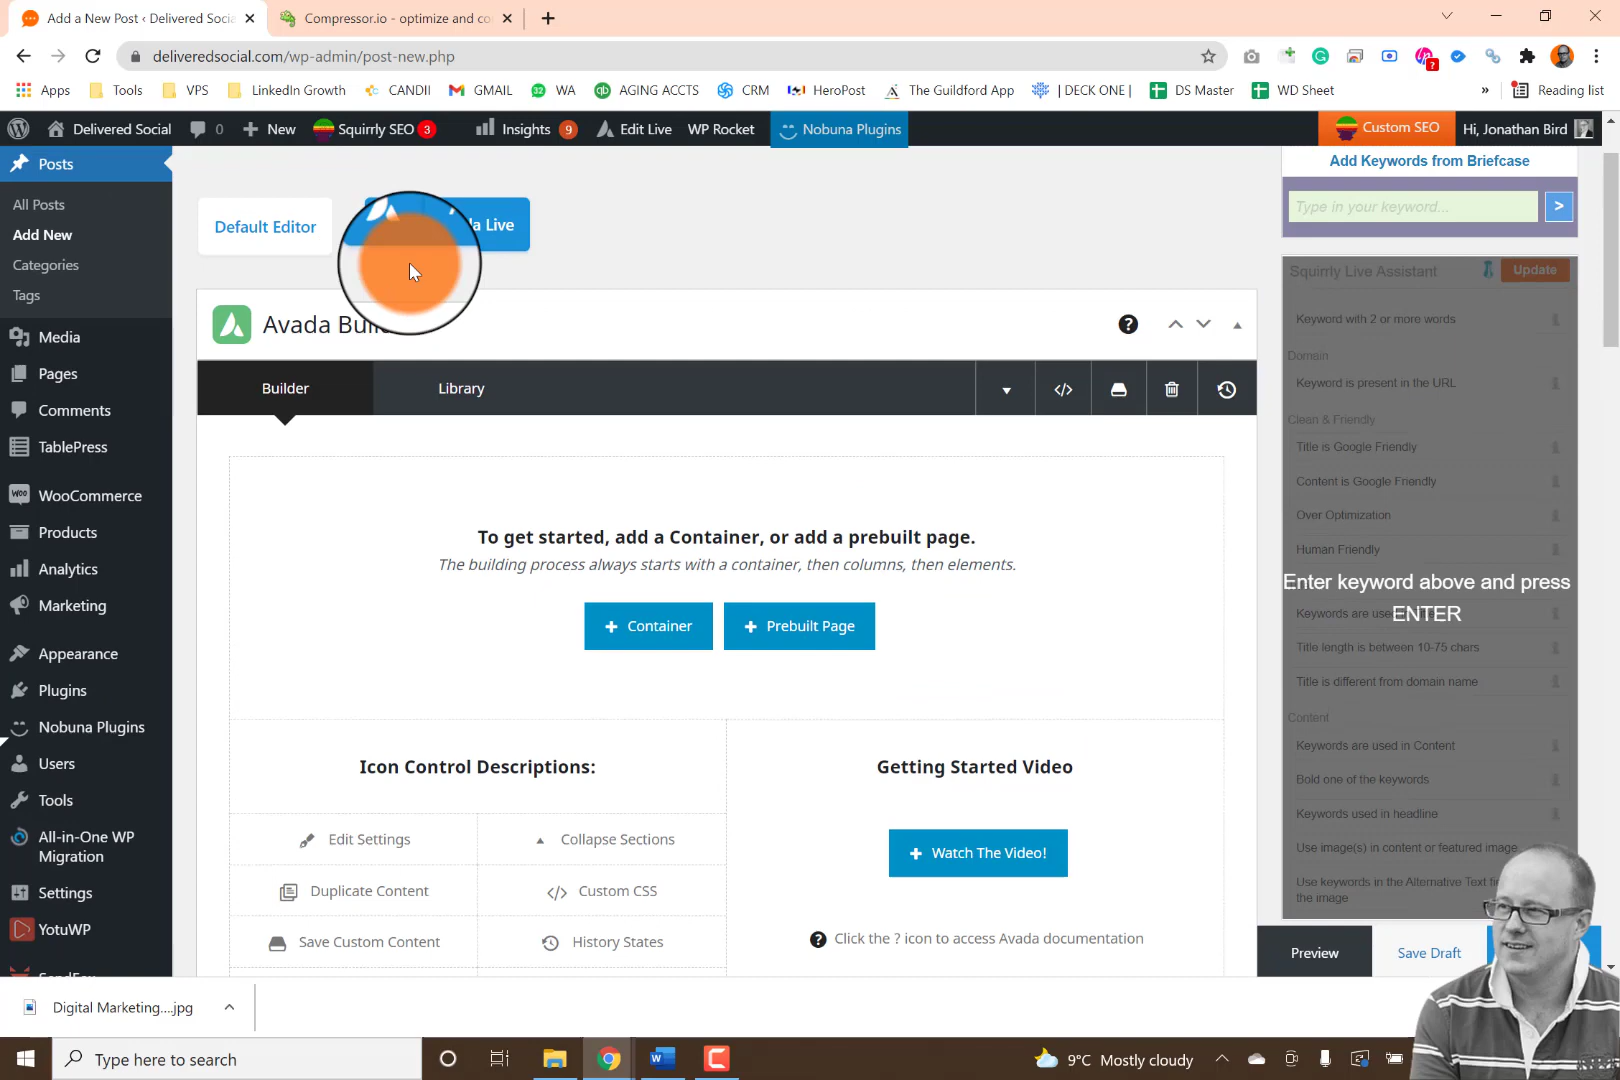 Add a New Post ‹ Delivered Socia
Compressor.io - optimize and co
deliveredsocial.com/wp-admin/post-new.php
Apps
Tools
VPS
LinkedIn Growth
CANDII
GMAIL
32
WA
AGING ACCTS
CRM
HeroPost
The Guildford App
| DECK ONE |
DS Master
WD Sheet
»
Reading list
Delivered Social
0
New
Squirrly SEO 3
Insights 9
Edit Live
WP Rocket
Nobuna Plugins
Custom SEO
Hi, Jonathan Bird
Posts
All Posts
Add New
Categories
Tags
Media
Pages
Comments
TablePress
WooCommerce
Products
Analytics
Marketing
Appearance
Plugins
Nobuna Plugins
Users
Tools
All-in-One WP
Migration
Settings
YotuWP
Default Editor
a Live
Avada Bui
Builder
Library
To get started, add a Container, or add a prebuilt page.
The building process always starts with a container, then columns, then elements.
+ Container
+ Prebuilt Page
Icon Control Descriptions:
Getting Started Video
Edit Settings
Collapse Sections
Duplicate Content
Custom CSS
Save Custom Content
History States
+ Watch The Video!
Click the ? icon to access Avada documentation
Add Keywords from Briefcase
Type in your keyword...
>
Squirrly Live Assistant
Update
Keyword with 2 or more words
Domain
Keyword is present in the URL
Clean & Friendly
Title is Google Friendly
Content is Google Friendly
Over Optimization
Human Friendly
Enter keyword above and press
ENTER
Keywords are us
Title length is between 10-75 chars
Title is different from domain name
Content
Keywords are used in Content
Bold one of the keywords
Keywords used in headline
Use image(s) in content or featured image
Use keywords in the Alternative Text fi
the image
Preview
Save Draft
Digital Marketing....jpg
Type here to search
9°C Mostly cloudy